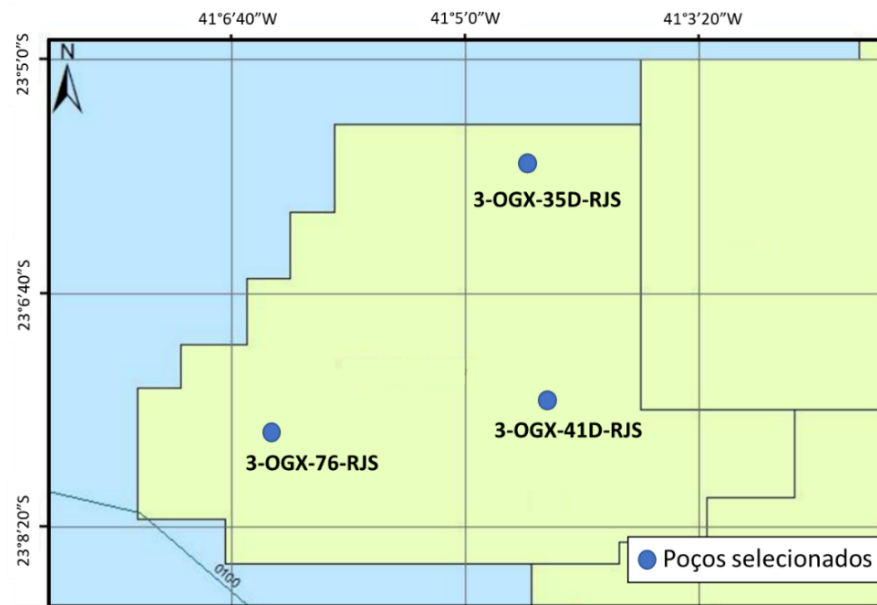 41°6'40"W
41°5'0"W
41°3'20"W
N
23°5'0"S
3-OGX-35D-RJS
23°6'40"S
3-OGX-41D-RJS
3-OGX-76-RJS
23°8'20"S
Poços selecionados
0100